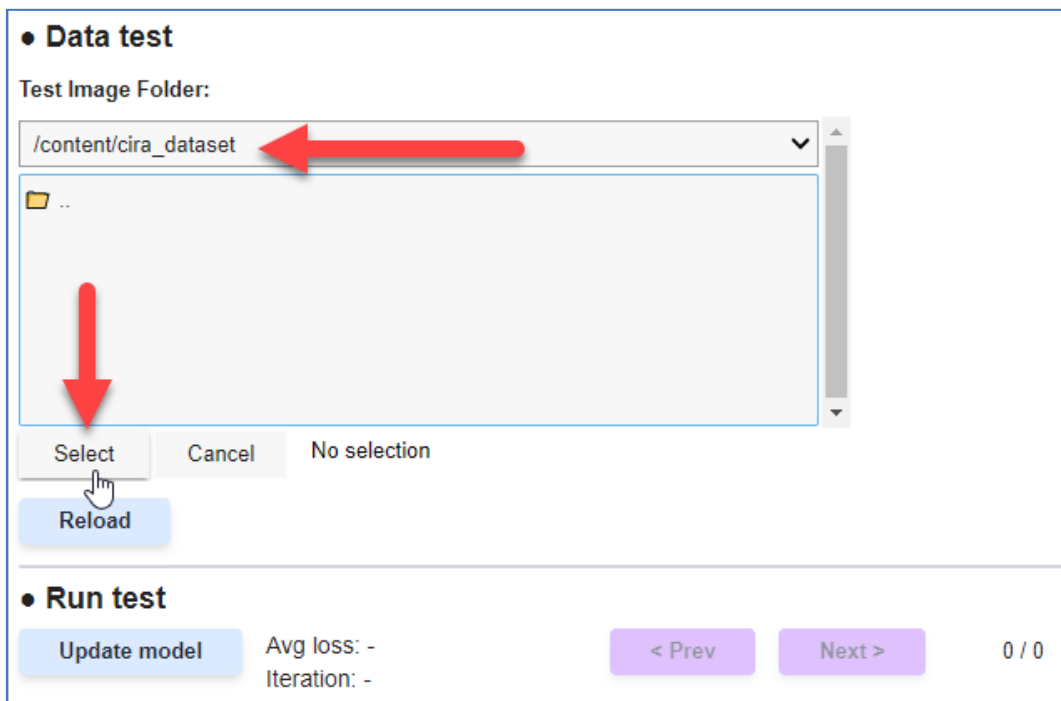 ● Data test
Test Image Folder:
/content/cira_dataset
..
Select Cancel No selection
Reload
● Run test
Update model Avg loss: - < Prev Next > 0 / 0
Iteration: -